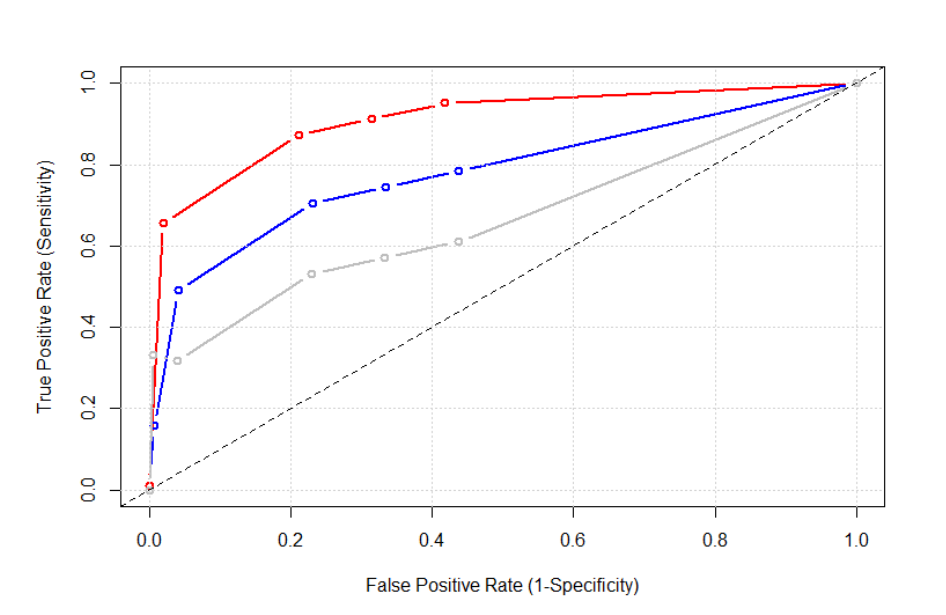 1.0
0.8
0.6
0.4
0.2
0.0
True Positive Rate (Sensitivity)
0.0 0.2 0.4 0.6 0.8 1.0
False Positive Rate (1-Specificity)